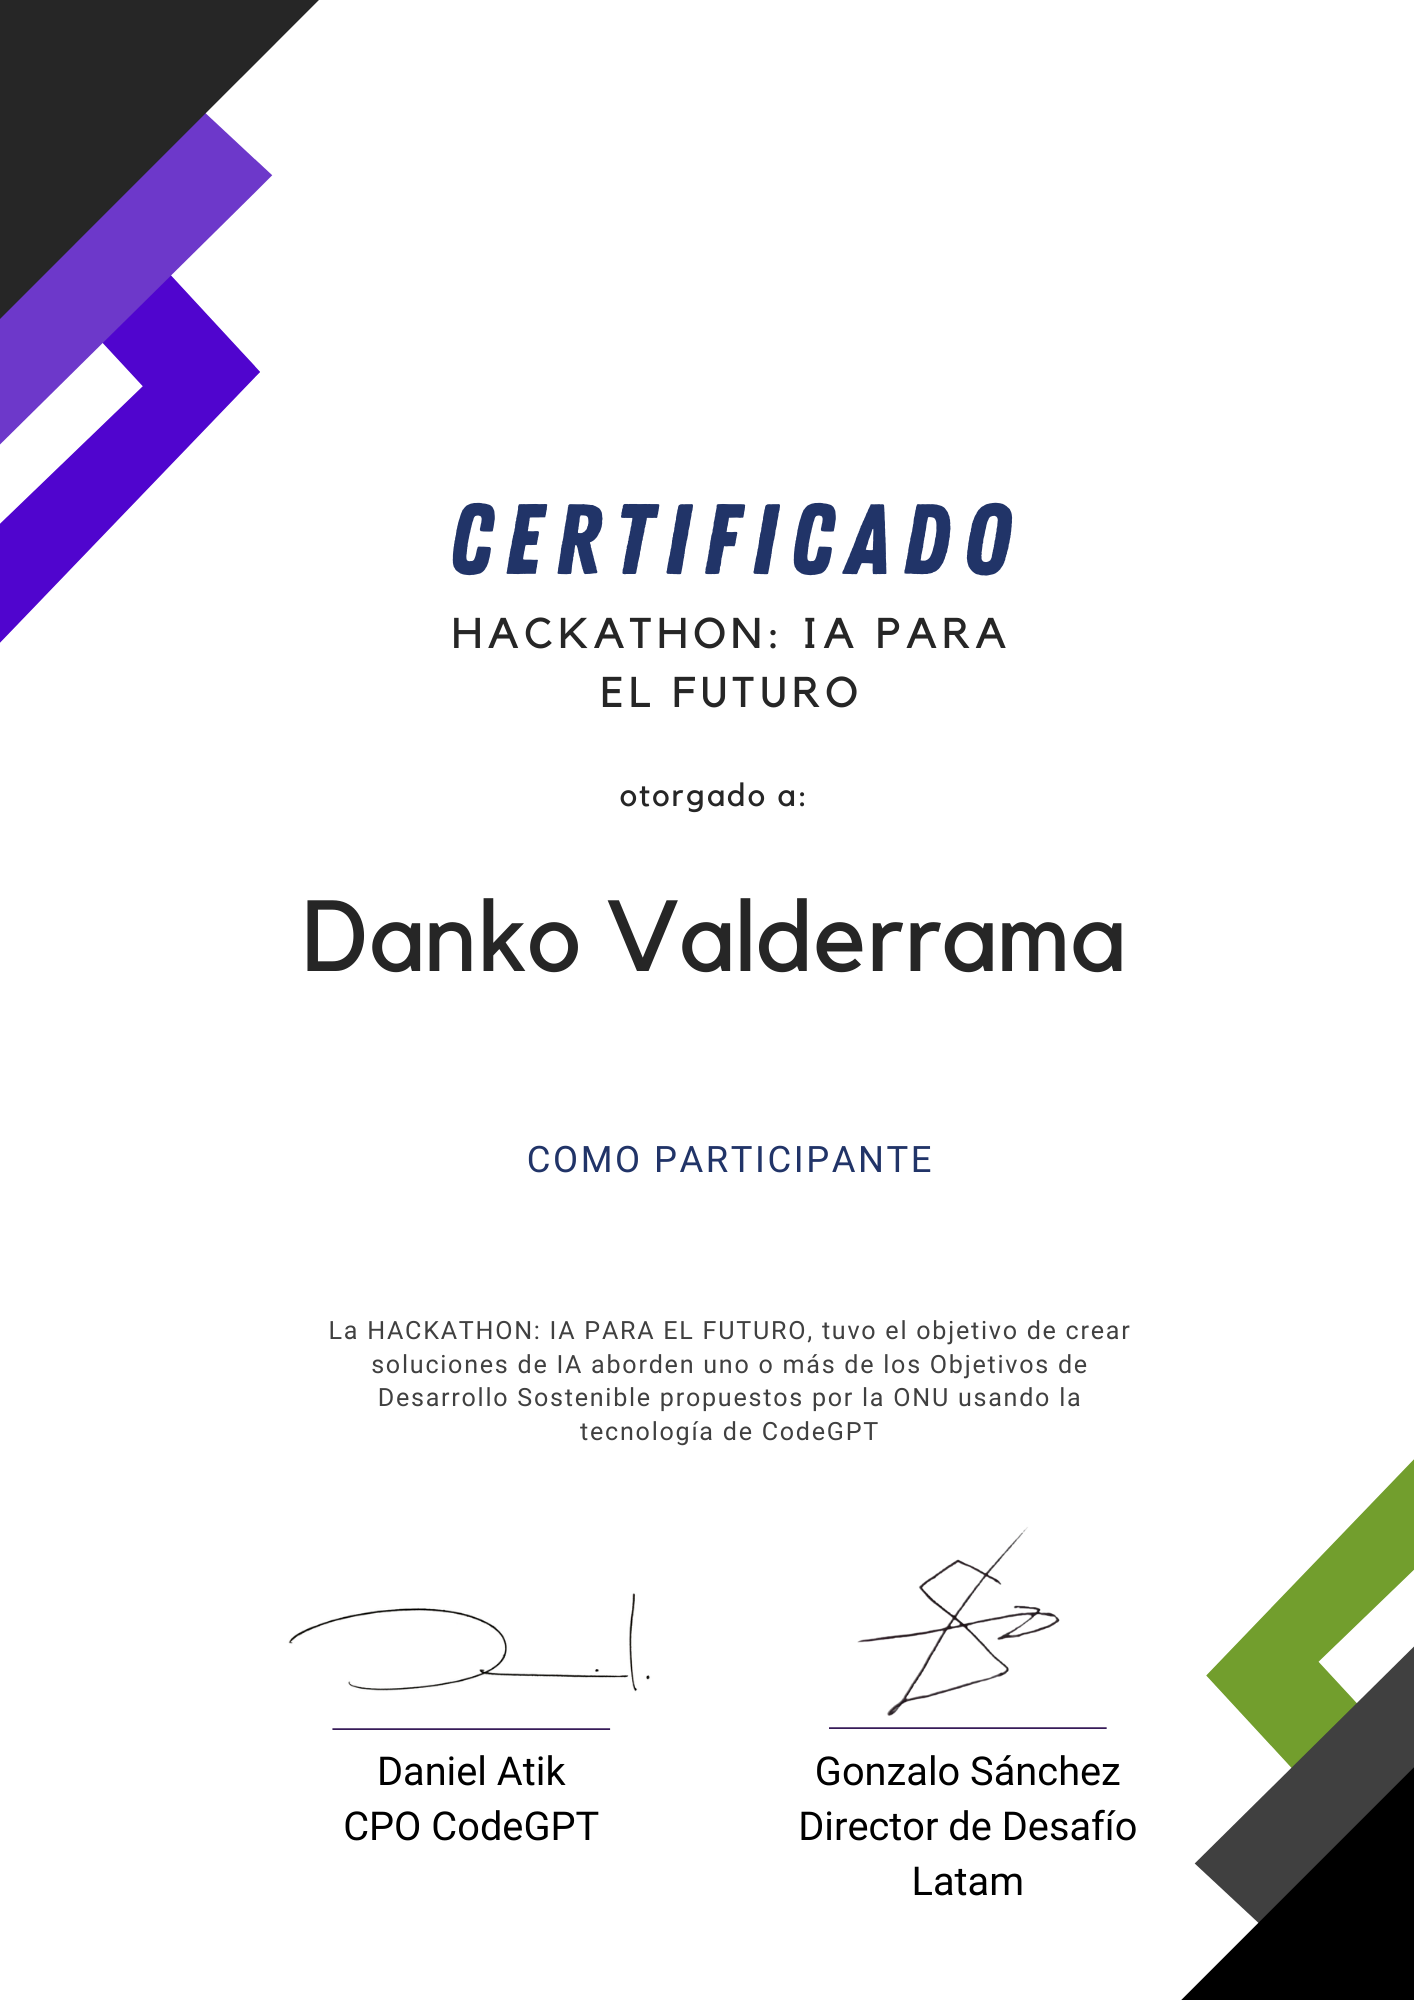 CERTIFICADO
HACKATHON: IA PARA
EL FUTURO
otorgado a:
Danko Valderrama
COMO PARTICIPANTE
La HACKATHON: IA PARA EL FUTURO, tuvo el objetivo de crear
soluciones de IA aborden uno o más de los Objetivos de
Desarrollo Sostenible propuestos por la ONU usando la
tecnología de CodeGPT
Daniel Atik
CPO CodeGPT
Gonzalo Sánchez
Director de Desafío
Latam